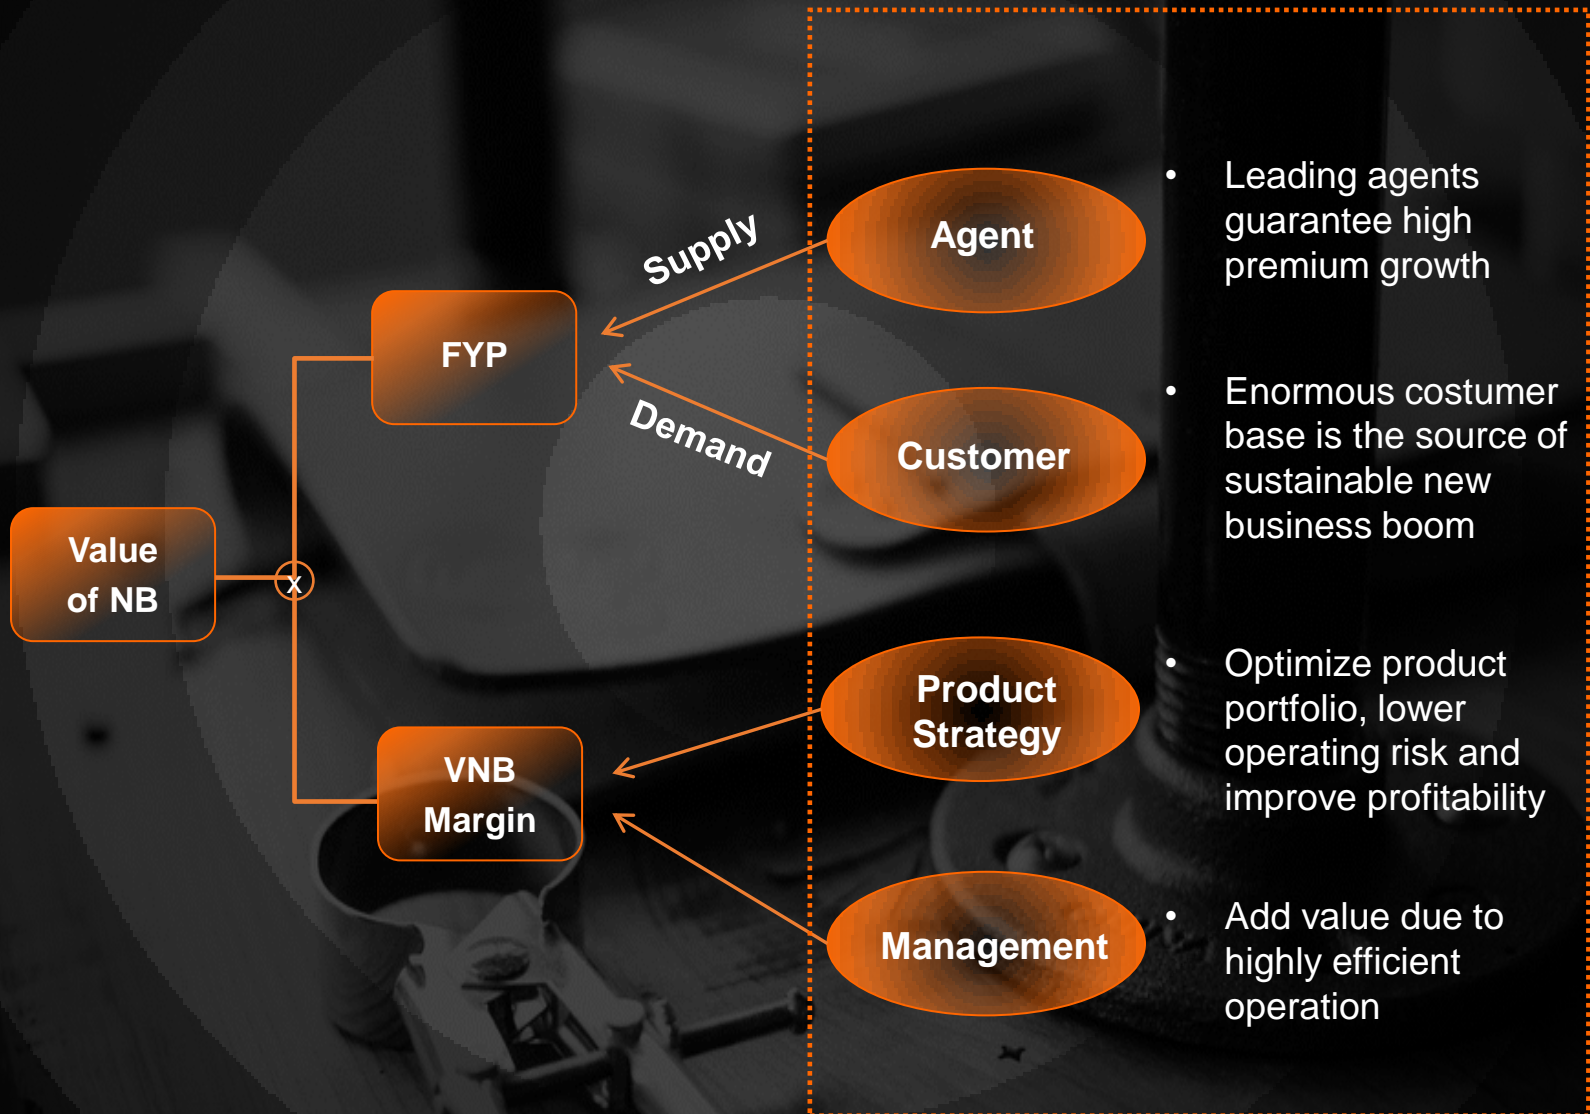 Value
of NB
x
FYP
VNB
Margin
Supply
Demand
Agent
• Leading agents
guarantee high
premium growth
Customer
• Enormous costumer
base is the source of
sustainable new
business boom
Product
Strategy
• Optimize product
portfolio, lower
operating risk and
improve profitability
Management
• Add value due to
highly efficient
operation